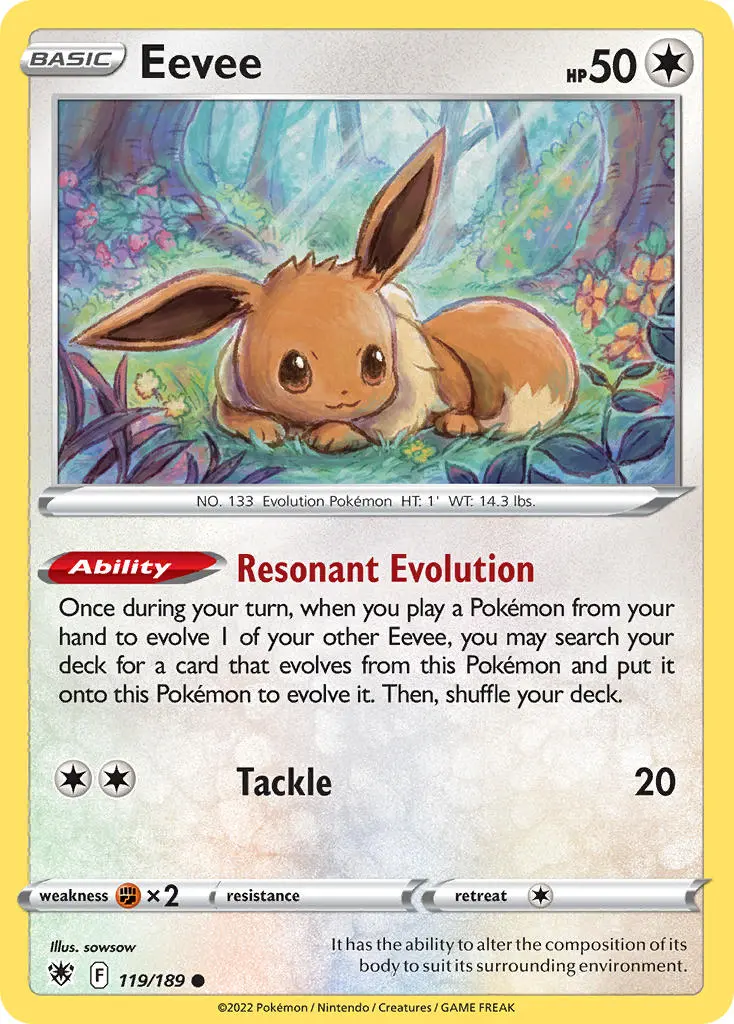 BASIC Eevee HP 50
NO. 133 Evolution Pokémon HT: 1' WT: 14.3 lbs.
Ability Resonant Evolution
Once during your turn, when you play a Pokémon from your
hand to evolve 1 of your other Eevee, you may search your
deck for a card that evolves from this Pokémon and put it
onto this Pokémon to evolve it. Then, shuffle your deck.
Tackle 20
weakness ×2 resistance retreat
Illus. sowsow
It has the ability to alter the composition of its
body to suit its surrounding environment.
F 119/189
©2022 Pokémon / Nintendo / Creatures / GAME FREAK